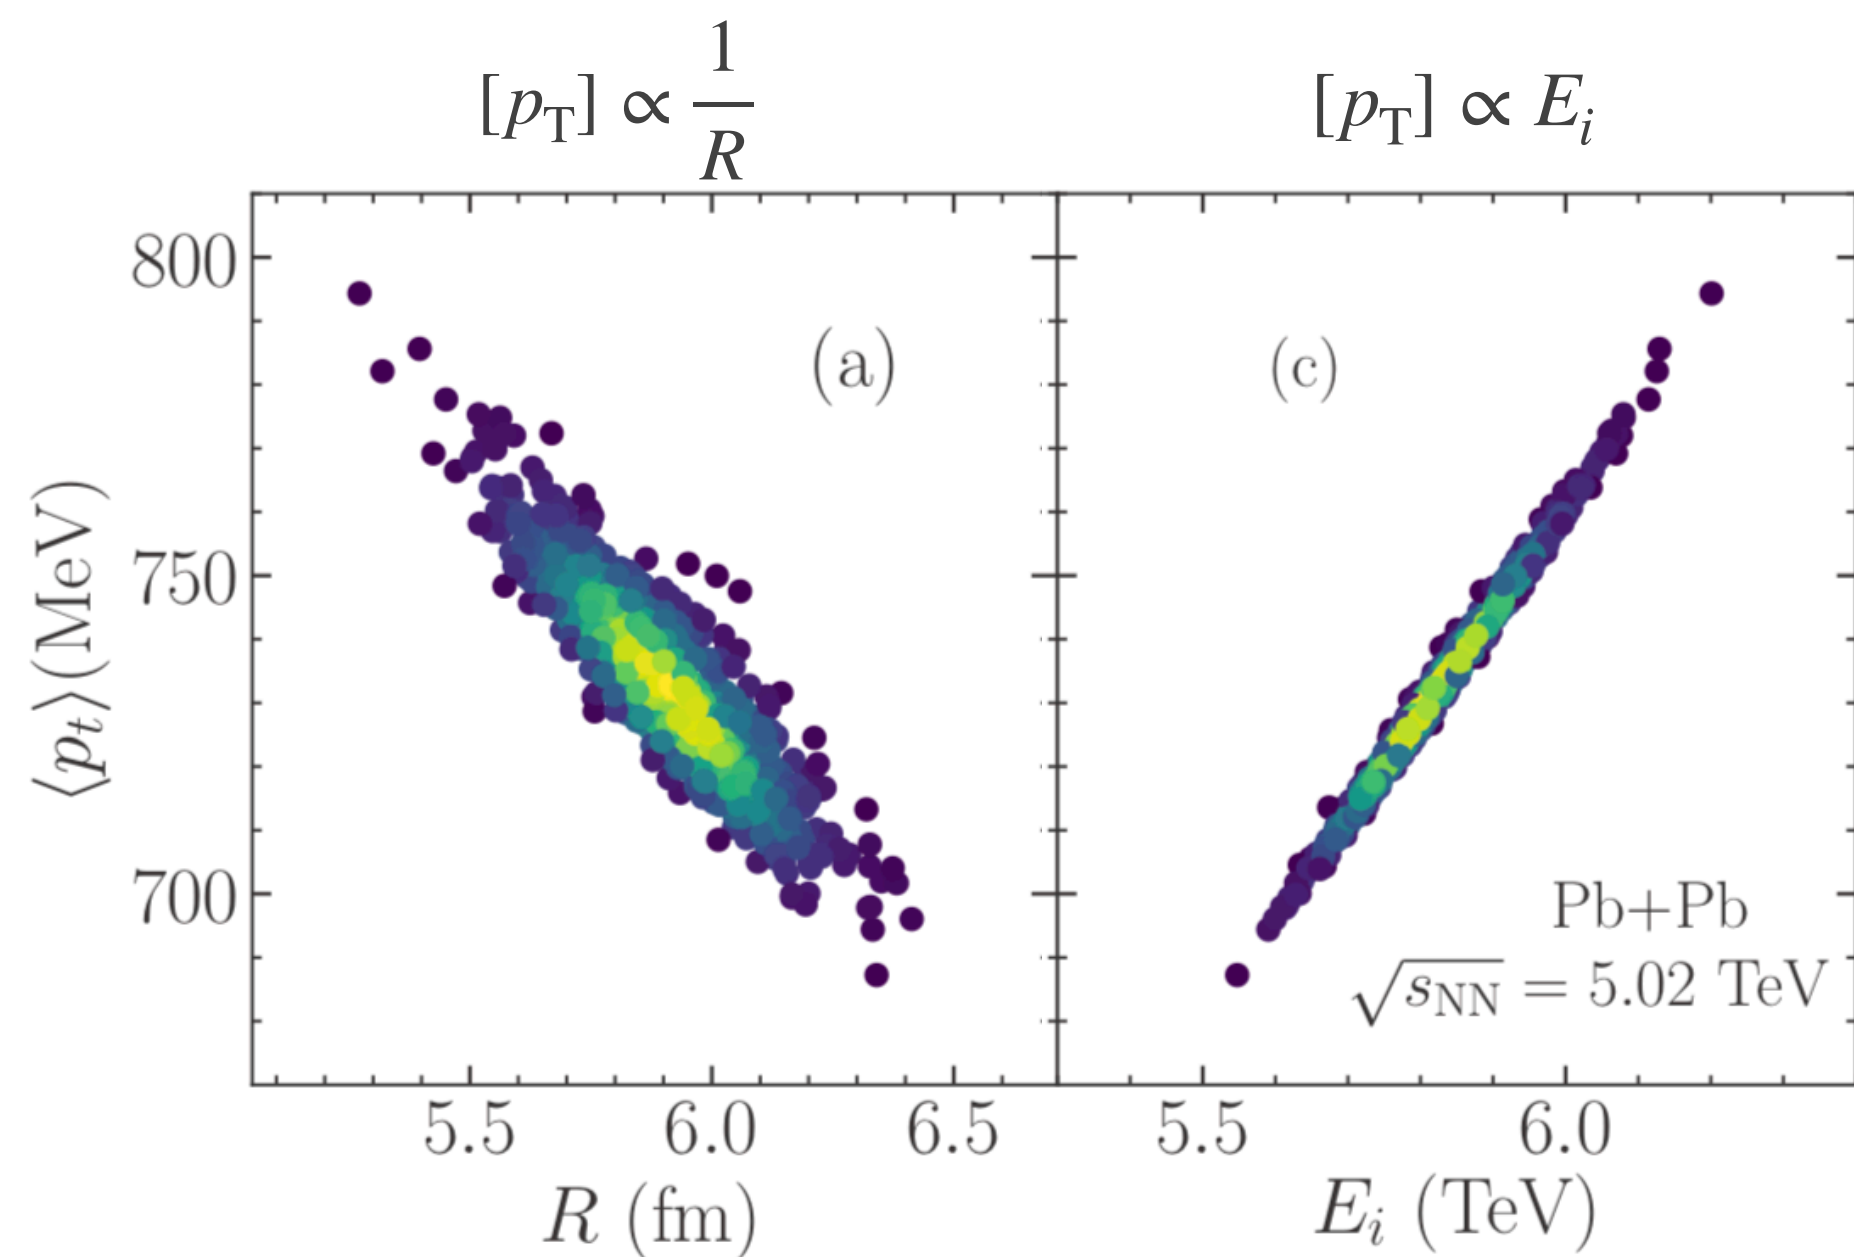 [p_T] ∝ 1/R
[p_T] ∝ E_i
800
750
700
⟨p_t⟩(MeV)
(a)
(c)
Pb+Pb
√s_NN = 5.02 TeV
5.5 6.0 6.5
5.5 6.0
R (fm)
E_i (TeV)